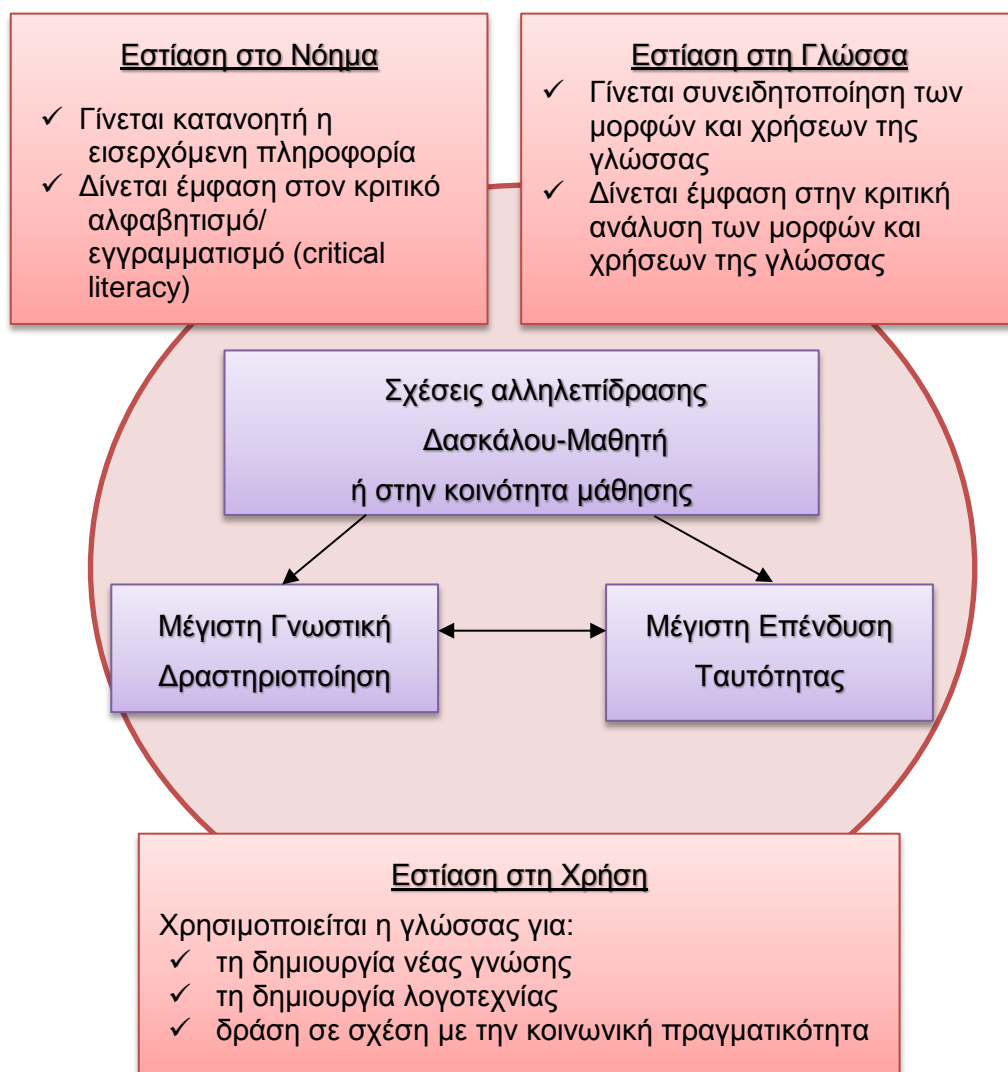 Εστίαση στο Νόημα
✓ Γίνεται κατανοητή η
εισερχόμενη πληροφορία
✓ Δίνεται έμφαση στον κριτικό
αλφαβητισμό/
εγγραμματισμό (critical
literacy)
Εστίαση στη Γλώσσα
✓ Γίνεται συνειδητοποίηση των
μορφών και χρήσεων της
γλώσσας
✓ Δίνεται έμφαση στην κριτική
ανάλυση των μορφών και
χρήσεων της γλώσσας
Σχέσεις αλληλεπίδρασης
Δασκάλου-Μαθητή
ή στην κοινότητα μάθησης
Μέγιστη Γνωστική
Δραστηριοποίηση
Μέγιστη Επένδυση
Ταυτότητας
Εστίαση στη Χρήση
Χρησιμοποιείται η γλώσσας για:
✓ τη δημιουργία νέας γνώσης
✓ τη δημιουργία λογοτεχνίας
✓ δράση σε σχέση με την κοινωνική πραγματικότητα